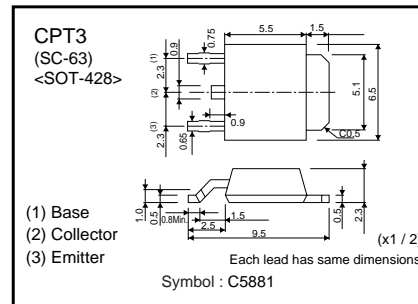 CPT3
(SC-63)
<SOT-428>
5.5
1.5
0.75
0.9
(1)
2.3
(2)
2.3
(3)
0.65
0.9
5.1
6.5
C0.5
1.0
0.5
0.8Min.
1.5
2.5
9.5
0.5
2.3
(1) Base
(2) Collector
(3) Emitter
(x1 / 2)
Each lead has same dimensions
Symbol : C5881